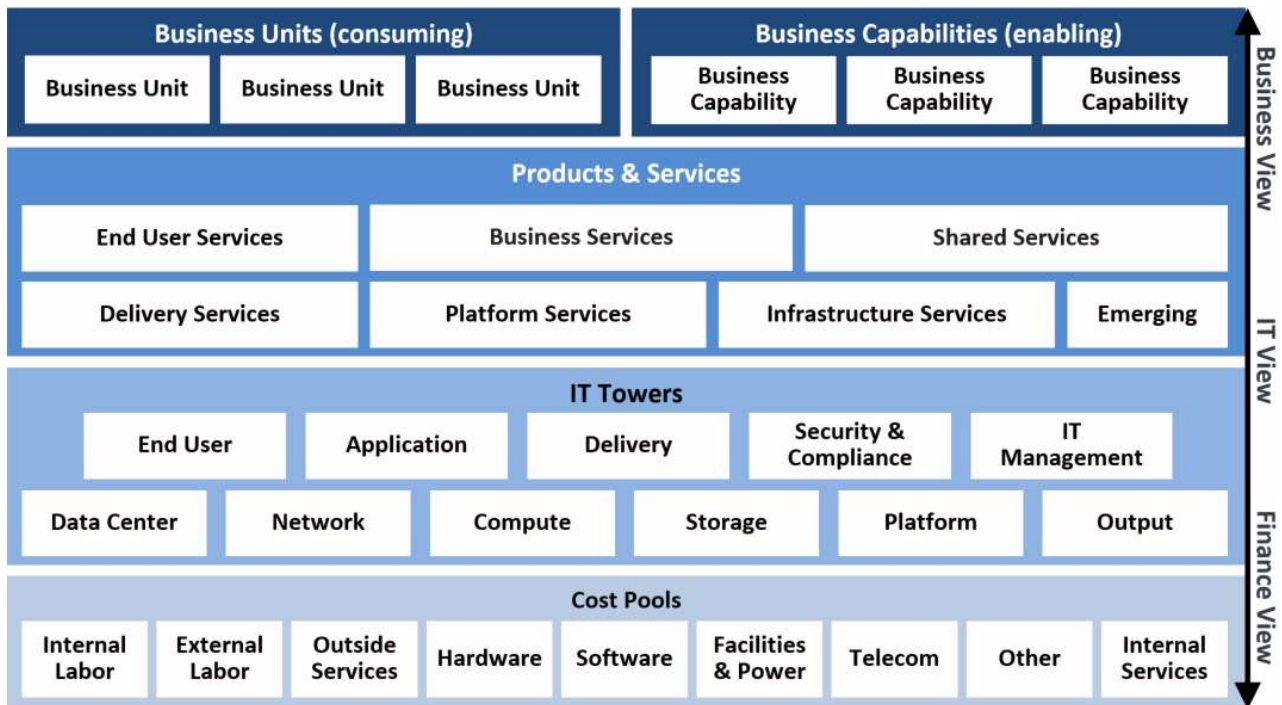 Business Units (consuming)
Business Unit
Business Unit
Business Unit
Business Capabilities (enabling)
Business
Capability
Business
Capability
Business
Capability
Products & Services
End User Services
Business Services
Shared Services
Delivery Services
Platform Services
Infrastructure Services
Emerging
IT Towers
End User
Application
Delivery
Security &
Compliance
IT
Management
Data Center
Network
Compute
Storage
Platform
Output
Cost Pools
Internal
Labor
External
Labor
Outside
Services
Hardware
Software
Facilities
& Power
Telecom
Other
Internal
Services
Business View
IT View
Finance View